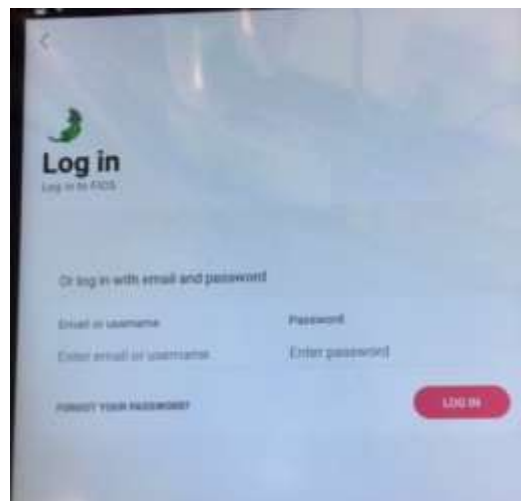 Log in
Log in to FIOS
Or log in with email and password
Email or username
Password
Enter email or username
Enter password
FORGOT YOUR PASSWORD?
LOG IN